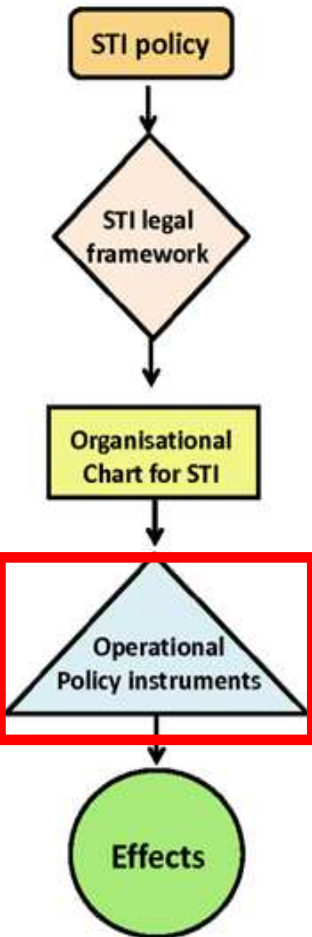 STI policy
STI legal
framework
Organisational
Chart for STI
Operational
Policy instruments
Effects